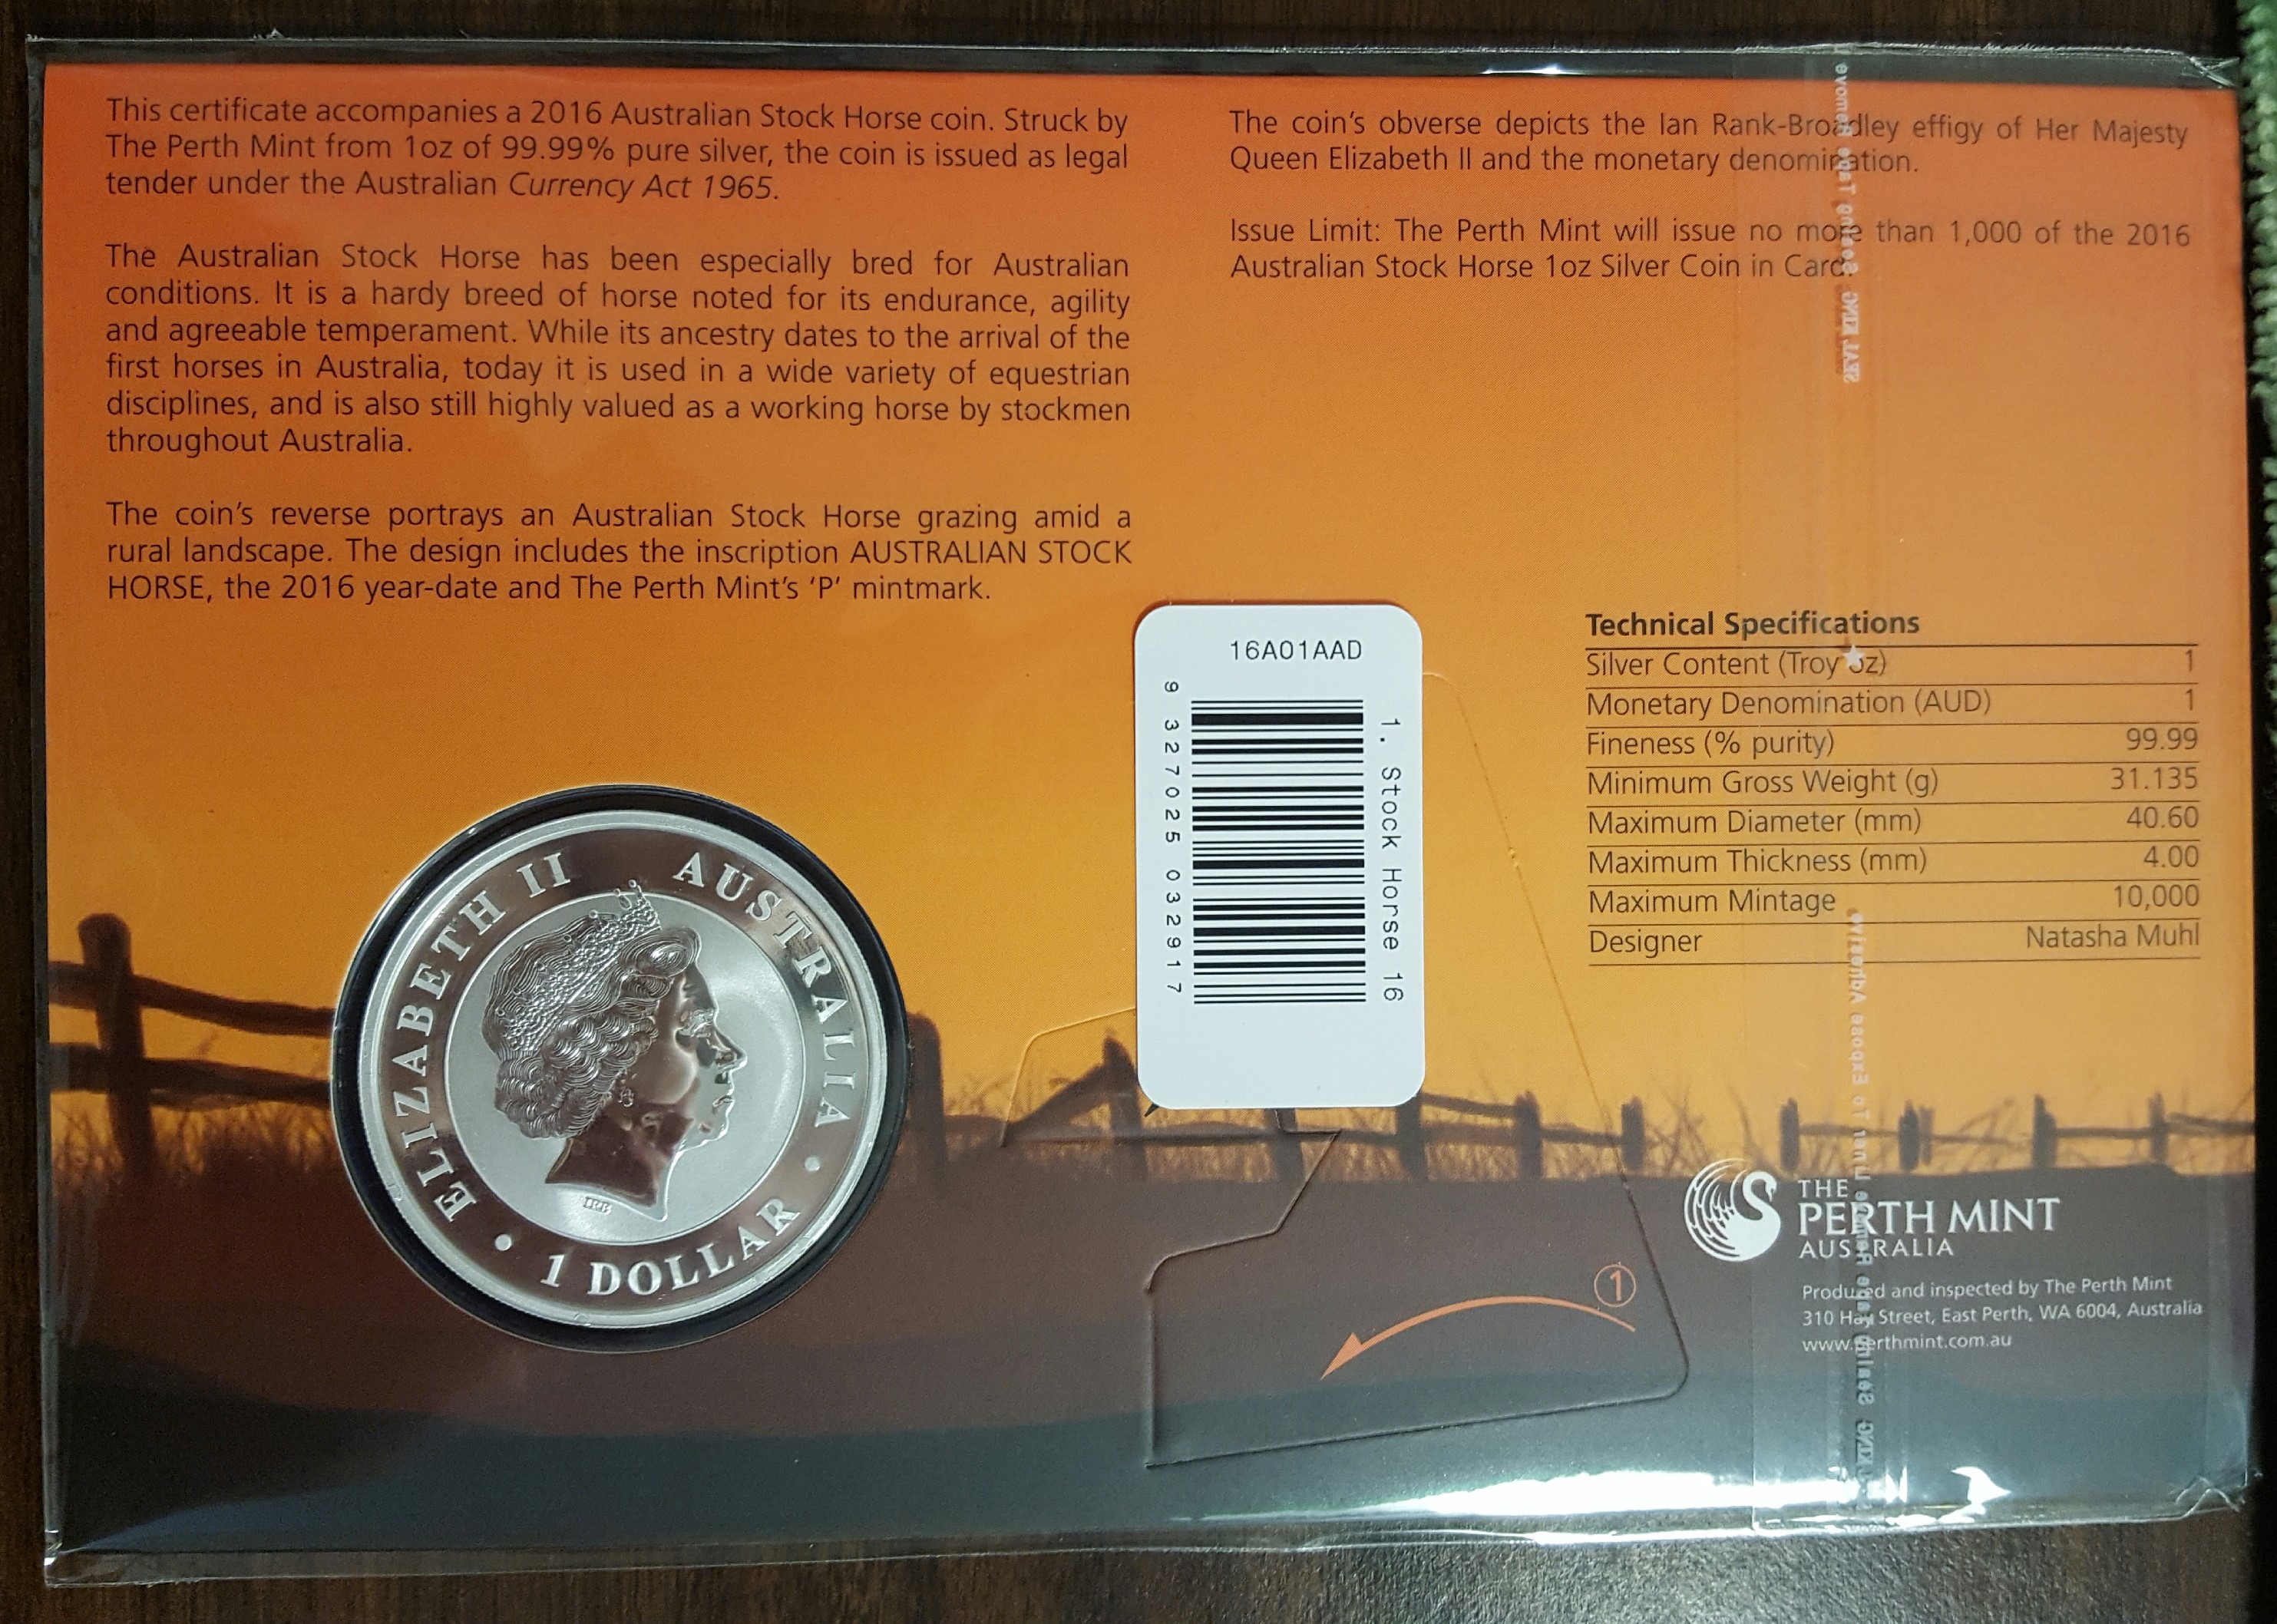 This certificate accompanies a 2016 Australian Stock Horse coin. Struck by
The Perth Mint from 1oz of 99.99% pure silver, the coin is issued as legal
tender under the Australian Currency Act 1965.
The Australian Stock Horse has been especially bred for Australian
conditions. It is a hardy breed of horse noted for its endurance, agility
and agreeable temperament. While its ancestry dates to the arrival of the
first horses in Australia, today it is used in a wide variety of equestrian
disciplines, and is also still highly valued as a working horse by stockmen
throughout Australia.
The coin's reverse portrays an Australian Stock Horse grazing amid a
rural landscape. The design includes the inscription AUSTRALIAN STOCK
HORSE, the 2016 year-date and The Perth Mint's 'P' mintmark.
The coin's obverse depicts the Ian Rank-Broadley effigy of Her Majesty
Queen Elizabeth II and the monetary denomination.
Issue Limit: The Perth Mint will issue no more than 1,000 of the 2016
Australian Stock Horse 1oz Silver Coin in Card.
16A01AAD
9 327025 032917
1. Stock Horse 16
Technical Specifications
Silver Content (Troy oz) 1
Monetary Denomination (AUD) 1
Fineness (% purity) 99.99
Minimum Gross Weight (g) 31.135
Maximum Diameter (mm) 40.60
Maximum Thickness (mm) 4.00
Maximum Mintage 10,000
Designer Natasha Muhl
ELIZABETH II AUSTRALIA
IRB
• 1 DOLLAR •
1
THE
PERTH MINT
AUSTRALIA
Produced and inspected by The Perth Mint
310 Hay Street, East Perth, WA 6004, Australia
www.perthmint.com.au
Sealing Tape Remove
To Expose Adhesive